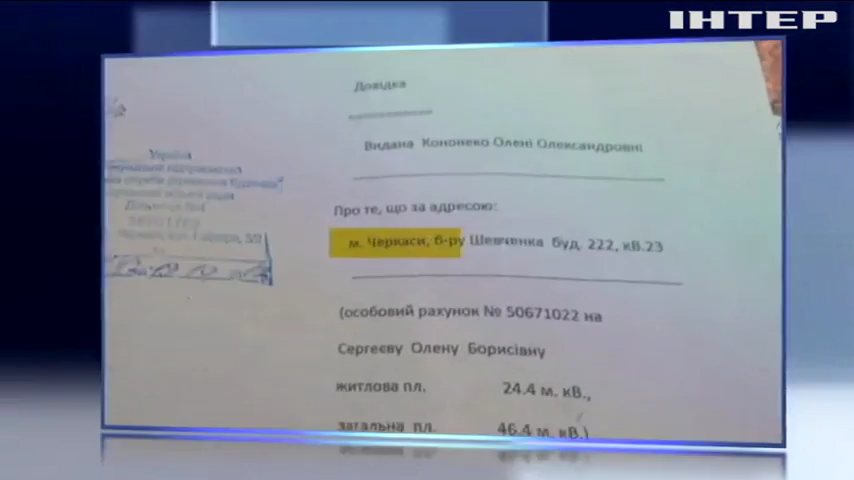 ІНТЕР
Довідка
Видана Кононеко Олені Олександровні
Україна
Про те, що за адресою:
м. Черкаси, б-ру Шевченка буд. 222, кв.23
(особовий рахунок № 50671022 на
Сергеєву Олену Борисівну
житлова пл. 24.4 м. кв.,
загальна пл. 46.4 м. кв.)